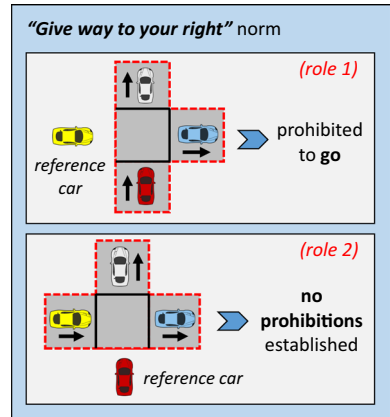 “Give way to your right” norm
(role 1)
reference
car
prohibited
to go
(role 2)
no
prohibitions
established
reference car